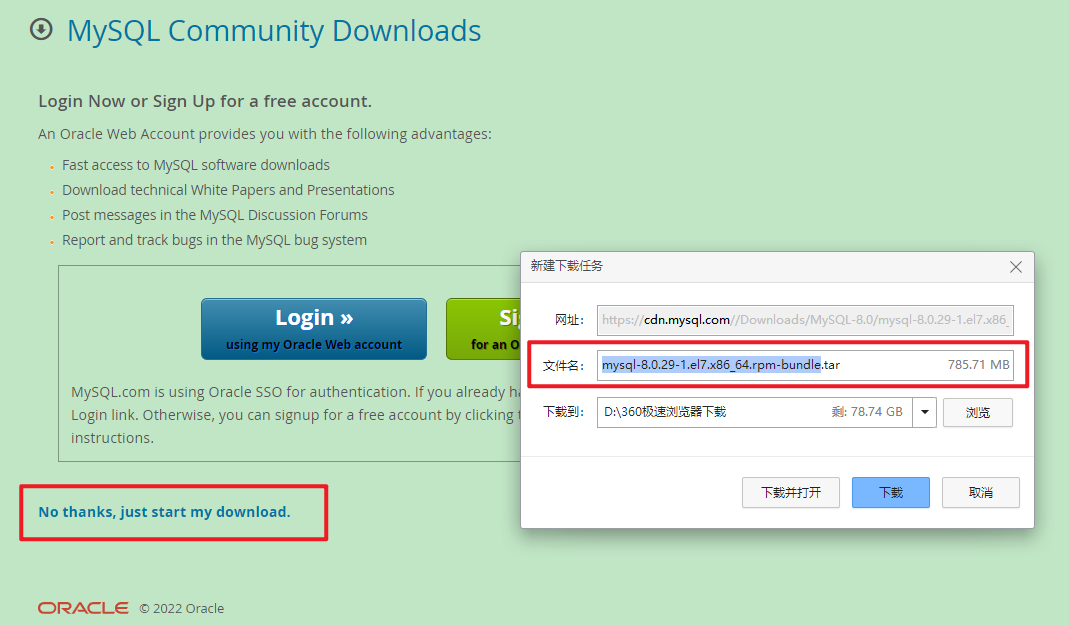 MySQL Community Downloads
Login Now or Sign Up for a free account.
An Oracle Web Account provides you with the following advantages:
Fast access to MySQL software downloads
Download technical White Papers and Presentations
Post messages in the MySQL Discussion Forums
Report and track bugs in the MySQL bug system
Login »
using my Oracle Web account
Si
for an O
MySQL.com is using Oracle SSO for authentication. If you already ha
Login link. Otherwise, you can signup for a free account by clicking
instructions.
No thanks, just start my download.
ORACLE © 2022 Oracle
新建下载任务
网址: https://cdn.mysql.com//Downloads/MySQL-8.0/mysql-8.0.29-1.el7.x86_
文件名: mysql-8.0.29-1.el7.x86_64.rpm-bundle.tar 785.71 MB
下载到: D:\360极速浏览器下载 剩: 78.74 GB 浏览
下载并打开 下载 取消